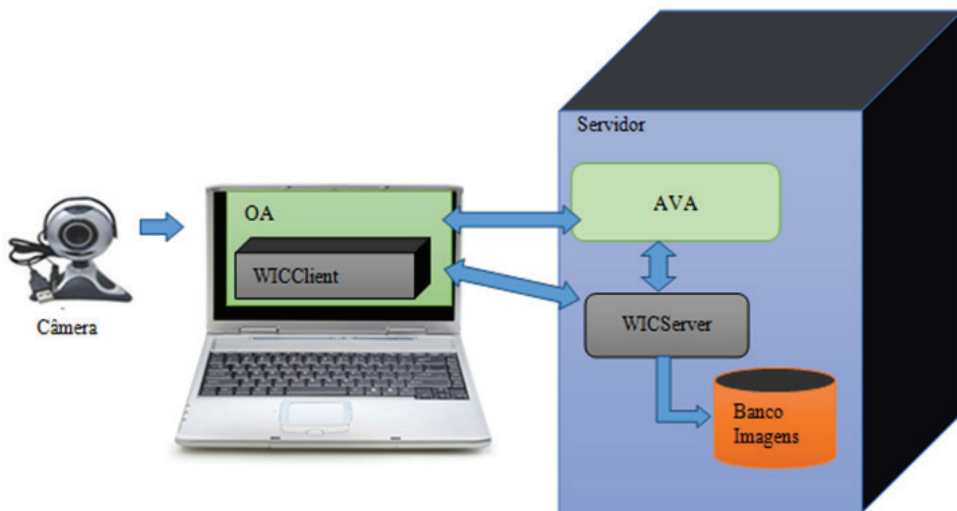 Servidor
AVA
OA
WICClient
WICServer
Câmera
Banco
Imagens